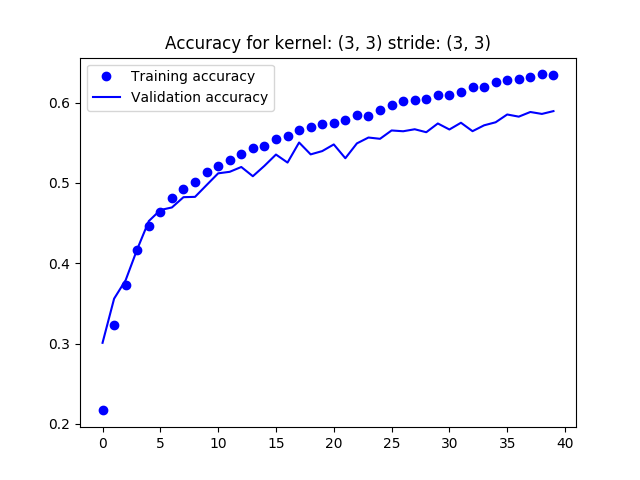 Accuracy for kernel: (3, 3) stride: (3, 3)
Training accuracy
Validation accuracy
0.6
0.5
0.4
0.3
0.2
0 5 10 15 20 25 30 35 40